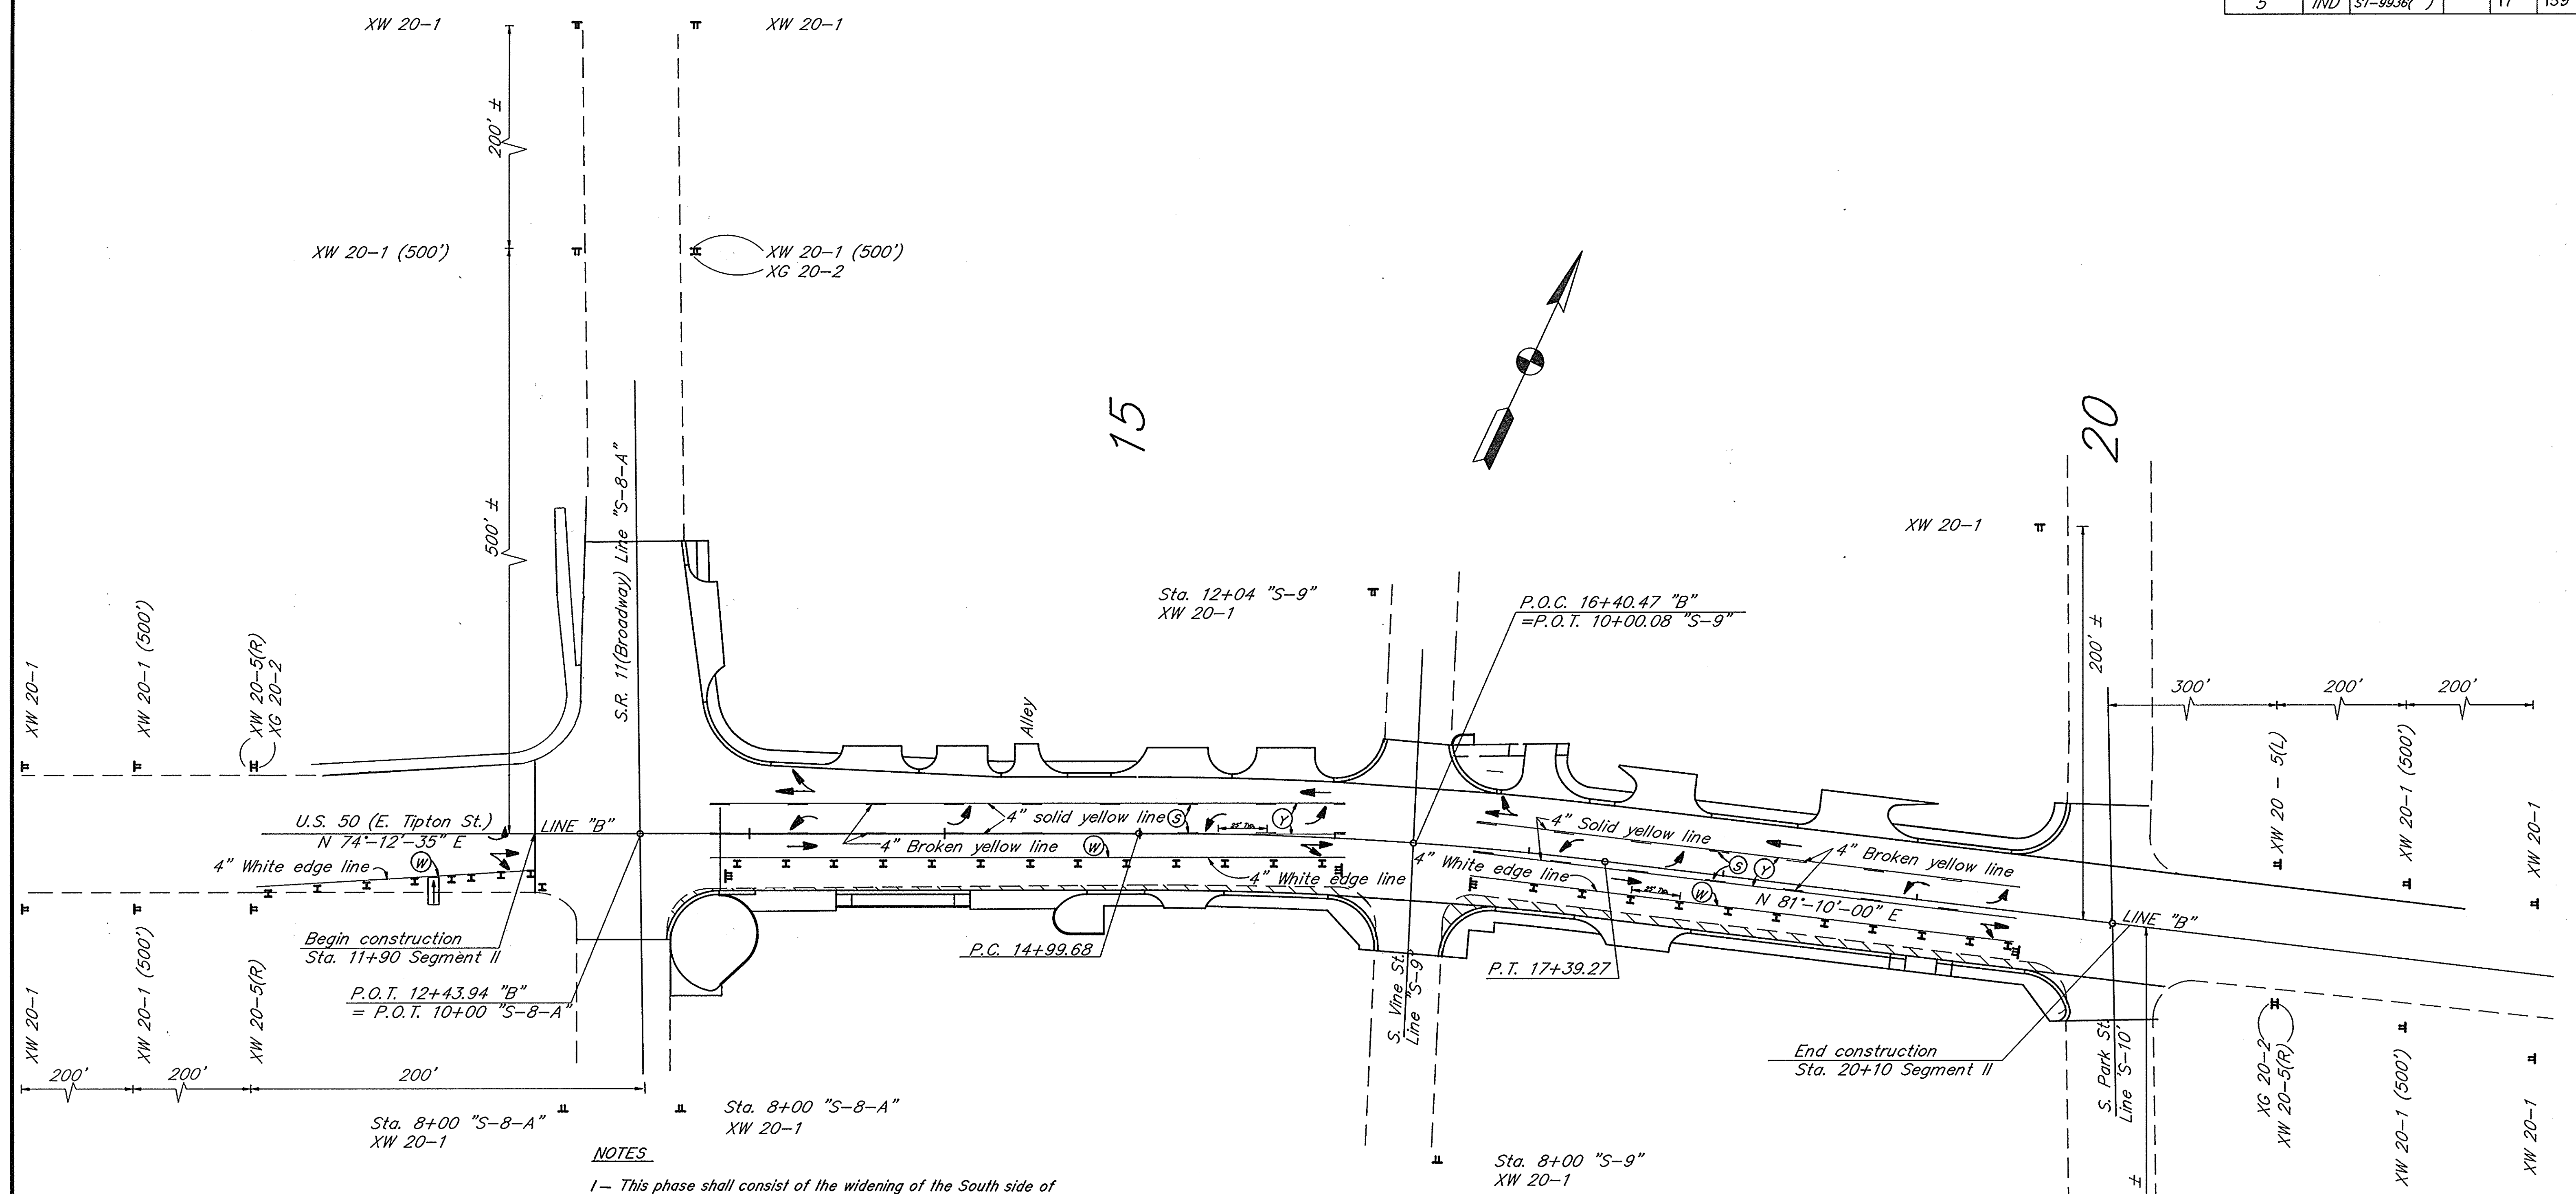 5 IND ST-9936( ) 17 159
XW 20-1
XW 20-1
200' ±
XW 20-1 (500')
XW 20-1 (500')
XG 20-2
15
20
500' ±
S.R. 11(Broadway) Line "S-8-A"
XW 20-1
Sta. 12+04 "S-9"
XW 20-1
P.O.C. 16+40.47 "B"
=P.O.T. 10+00.08 "S-9"
200' ±
XW 20-1
XW 20-1 (500')
XW 20-5(R)
XG 20-2
Alley
300'
200'
200'
XW 20 - 5(L)
XW 20-1 (500')
XW 20-1
U.S. 50 (E. Tipton St.)
N 74°-12'-35" E
LINE "B"
4" White edge line
W
4" solid yellow line
S
Y
4" Broken yellow line
W
4" White edge line
4" Solid yellow line
4" White edge line
S
Y
4" Broken yellow line
W
N 81°-10'-00" E
LINE "B"
Begin construction
Sta. 11+90 Segment II
P.O.T. 12+43.94 "B"
= P.O.T. 10+00 "S-8-A"
P.C. 14+99.68
P.T. 17+39.27
S. Vine St.
Line "S-9"
End construction
Sta. 20+10 Segment II
S. Park St.
Line 'S-10'
XW 20-1
XW 20-1 (500')
XW 20-5(R)
200'
200'
200'
XG 20-2
XW 20-5(R)
XW 20-1 (500')
XW 20-1
Sta. 8+00 "S-8-A"
XW 20-1
Sta. 8+00 "S-8-A"
XW 20-1
Sta. 8+00 "S-9"
XW 20-1
±
NOTES
1- This phase shall consist of the widening of the South side of